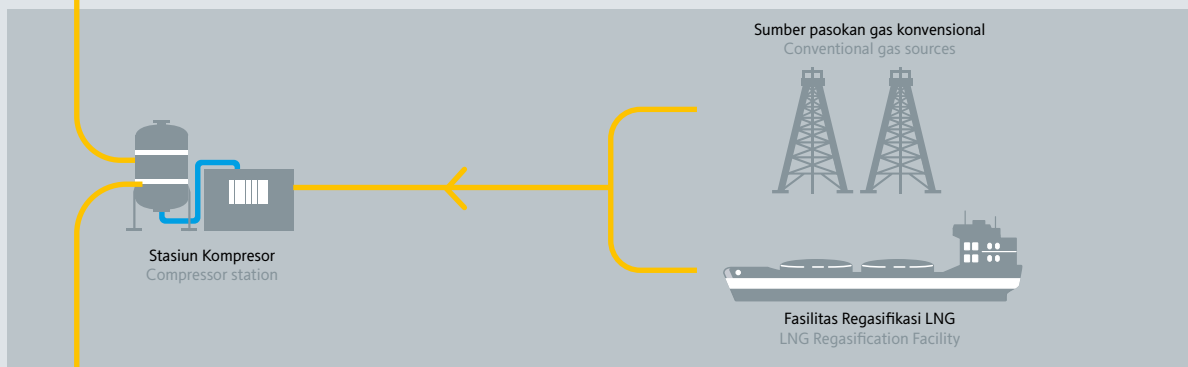 Sumber pasokan gas konvensional
Conventional gas sources
Stasiun Kompresor
Compressor station
Fasilitas Regasifikasi LNG
LNG Regasification Facility